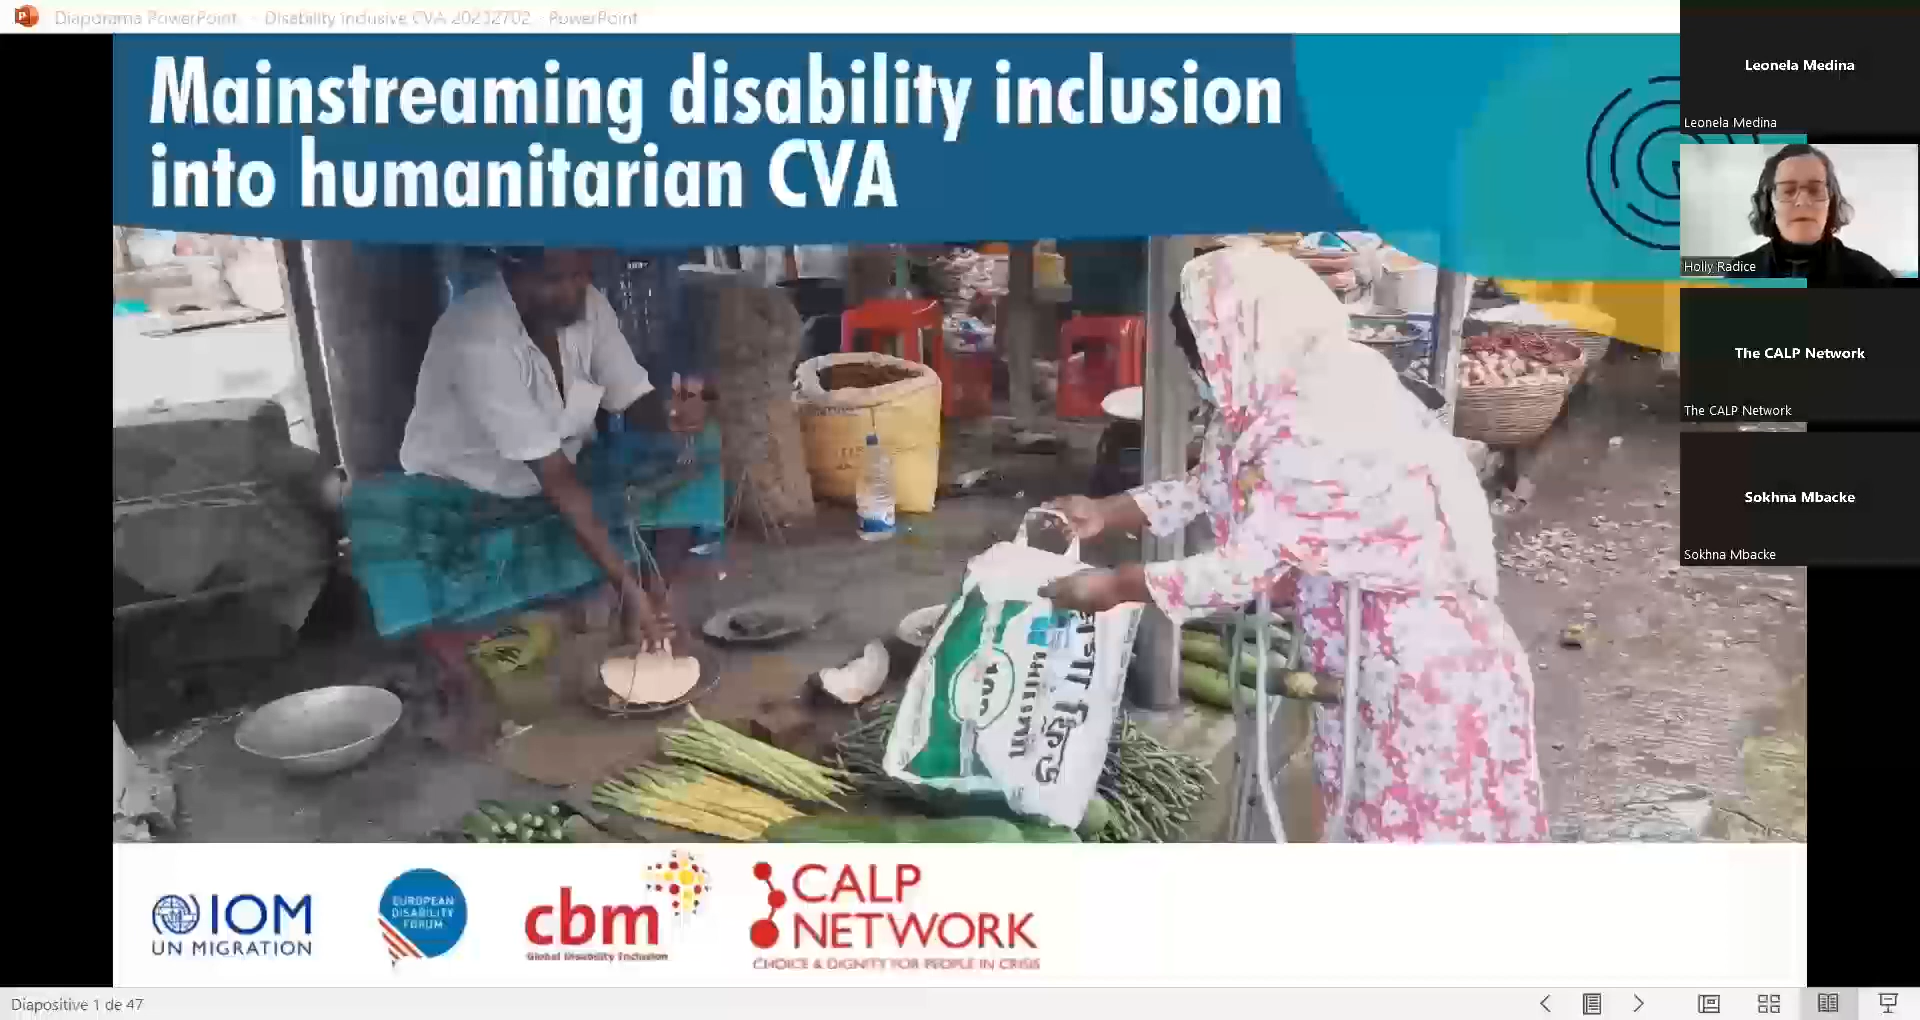 Diaporama PowerPoint - Disability inclusive CVA 20232702 - PowerPoint
Mainstreaming disability inclusion
into humanitarian CVA
Leonela Medina
Leonela Medina
Holly Radice
The CALP Network
The CALP Network
Sokhna Mbacke
Sokhna Mbacke
IOM
UN MIGRATION
EUROPEAN
DISABILITY
FORUM
cbm
Global Disability Inclusion
CALP
NETWORK
CHOICE & DIGNITY FOR PEOPLE IN CRISIS
Diapositive 1 de 47